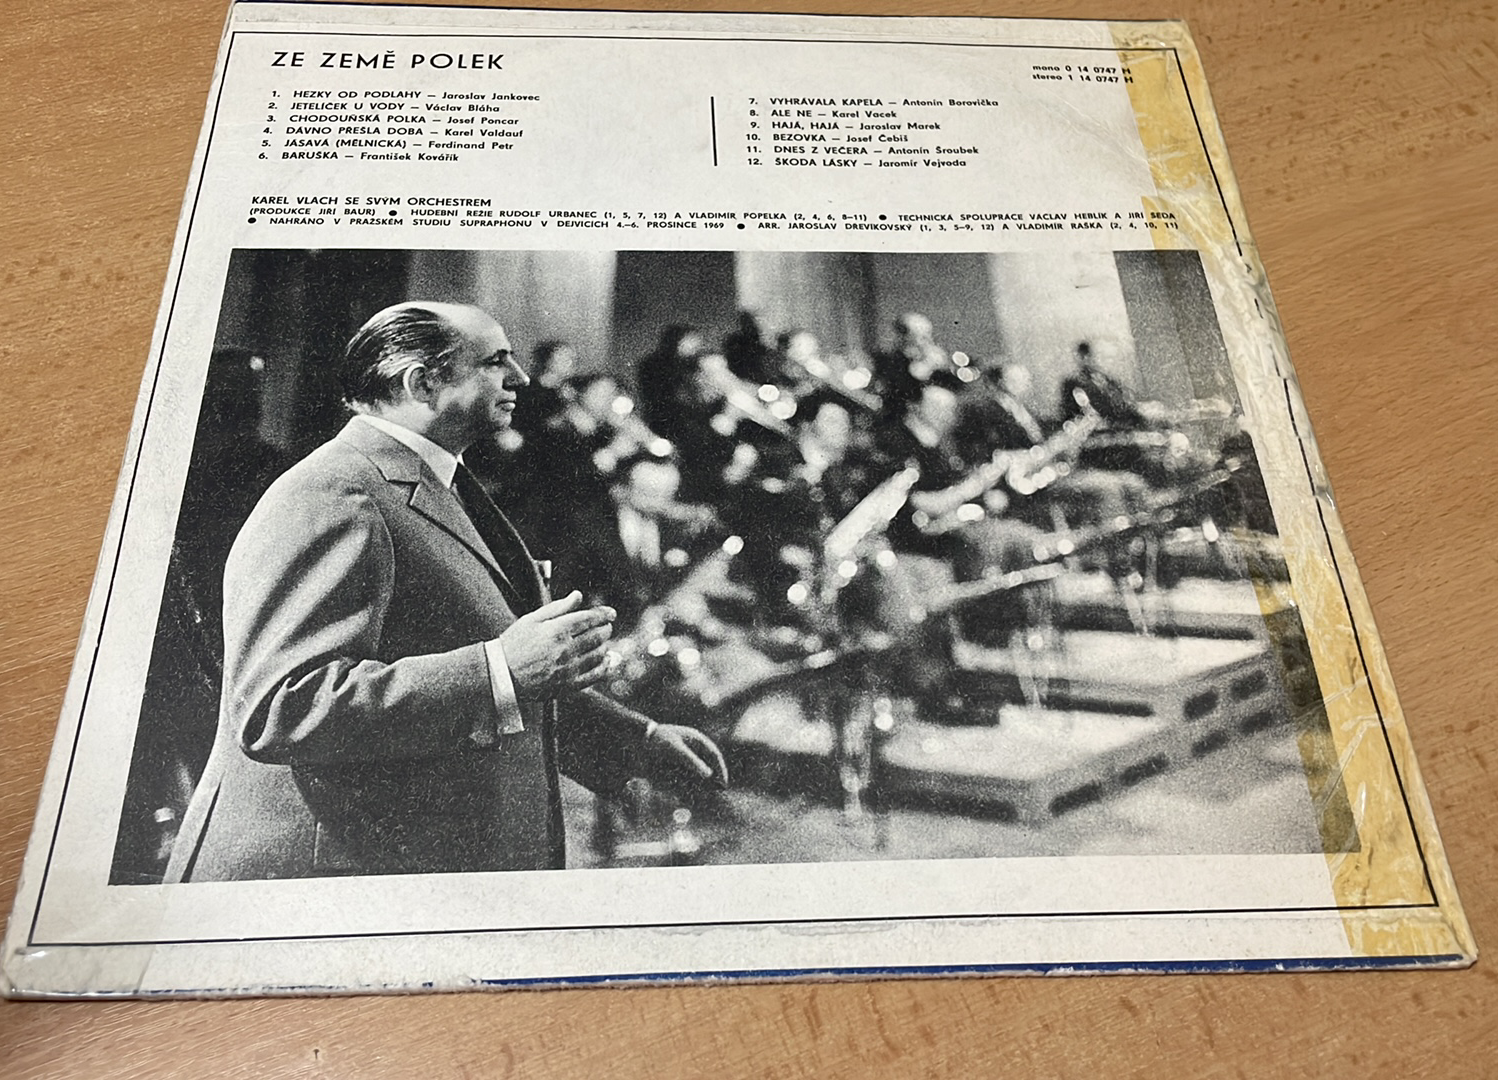 ZE ZEMĚ POLEK
mono 0 14 0747 H
stereo 1 14 0747 H
1. HEZKY OD PODLAHY — Jaroslav Jankovec
2. JETELÍČEK U VODY — Václav Bláha
3. CHODOUŇSKÁ POLKA — Josef Poncar
4. DÁVNO PŘEŠLA DOBA — Karel Valdauf
5. JÁSAVÁ (MĚLNICKÁ) — Ferdinand Petr
6. BARUŠKA — František Kovářík
7. VYHRÁVALA KAPELA — Antonín Borovička
8. ALE NE — Karel Vacek
9. HAJÁ, HAJÁ — Jaroslav Marek
10. BEZOVKA — Josef Čebiš
11. DNES Z VEČERA — Antonín Šroubek
12. ŠKODA LÁSKY — Jaromír Vejvoda
KAREL VLACH SE SVÝM ORCHESTREM
(PRODUKCE JIŘÍ BAUR) ● HUDEBNÍ REŽIE RUDOLF URBANEC (1, 5, 7, 12) A VLADIMÍR POPELKA (2, 4, 6, 8—11) ● TECHNICKÁ SPOLUPRÁCE VÁCLAV HEBLÍK A JIŘÍ ŠEDA
● NAHRÁNO V PRAŽSKÉM STUDIU SUPRAPHONU V DEJVICÍCH 4.—6. PROSINCE 1969 ● ARR. JAROSLAV DREVIKOVSKÝ (1, 3, 5—9, 12) A VLADIMÍR RAŠKA (2, 4, 10, 11)